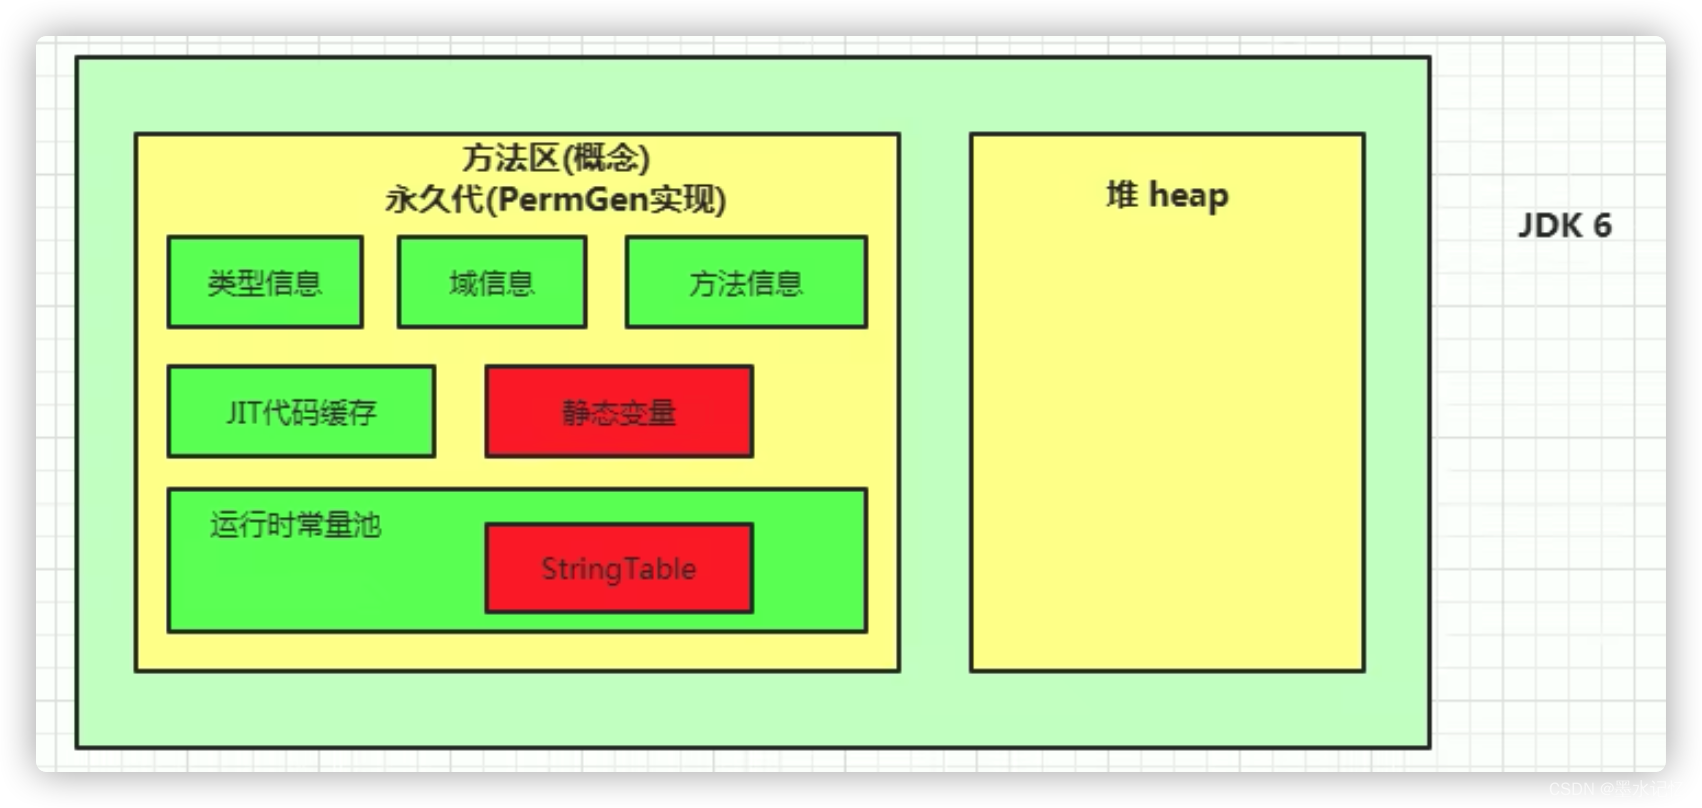 方法区(概念)
永久代(PermGen实现)
堆 heap
JDK 6
类型信息
域信息
方法信息
JIT代码缓存
静态变量
运行时常量池
StringTable
CSDN